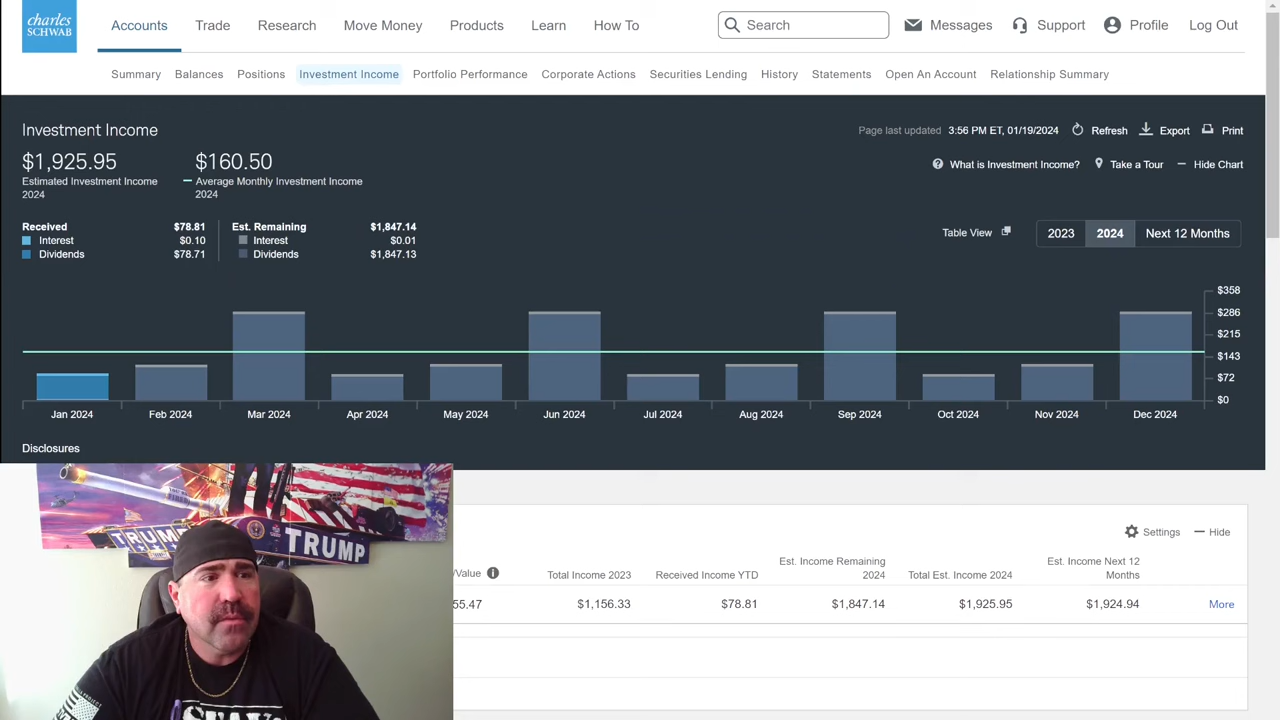 charles
SCHWAB
Accounts Trade Research Move Money Products Learn How To Search Messages Support Profile Log Out
Summary Balances Positions Investment Income Portfolio Performance Corporate Actions Securities Lending History Statements Open An Account Relationship Summary
Investment Income
Page last updated 3:56 PM ET, 01/19/2024 Refresh Export Print
$1,925.95 $160.50
What is Investment Income? Take a Tour Hide Chart
Estimated Investment Income Average Monthly Investment Income
2024 2024
Received $78.81 Est. Remaining $1,847.14
Interest $0.10 Interest $0.01
Dividends $78.71 Dividends $1,847.13
Table View 2023 2024 Next 12 Months
$358
$286
$215
$143
$72
$0
Jan 2024 Feb 2024 Mar 2024 Apr 2024 May 2024 Jun 2024 Jul 2024 Aug 2024 Sep 2024 Oct 2024 Nov 2024 Dec 2024
Disclosures
Settings Hide
/Value Total Income 2023 Received Income YTD Est. Income Remaining 2024 Total Est. Income 2024 Est. Income Next 12 Months
55.47 $1,156.33 $78.81 $1,847.14 $1,925.95 $1,924.94 More
TRUMP TRUMP